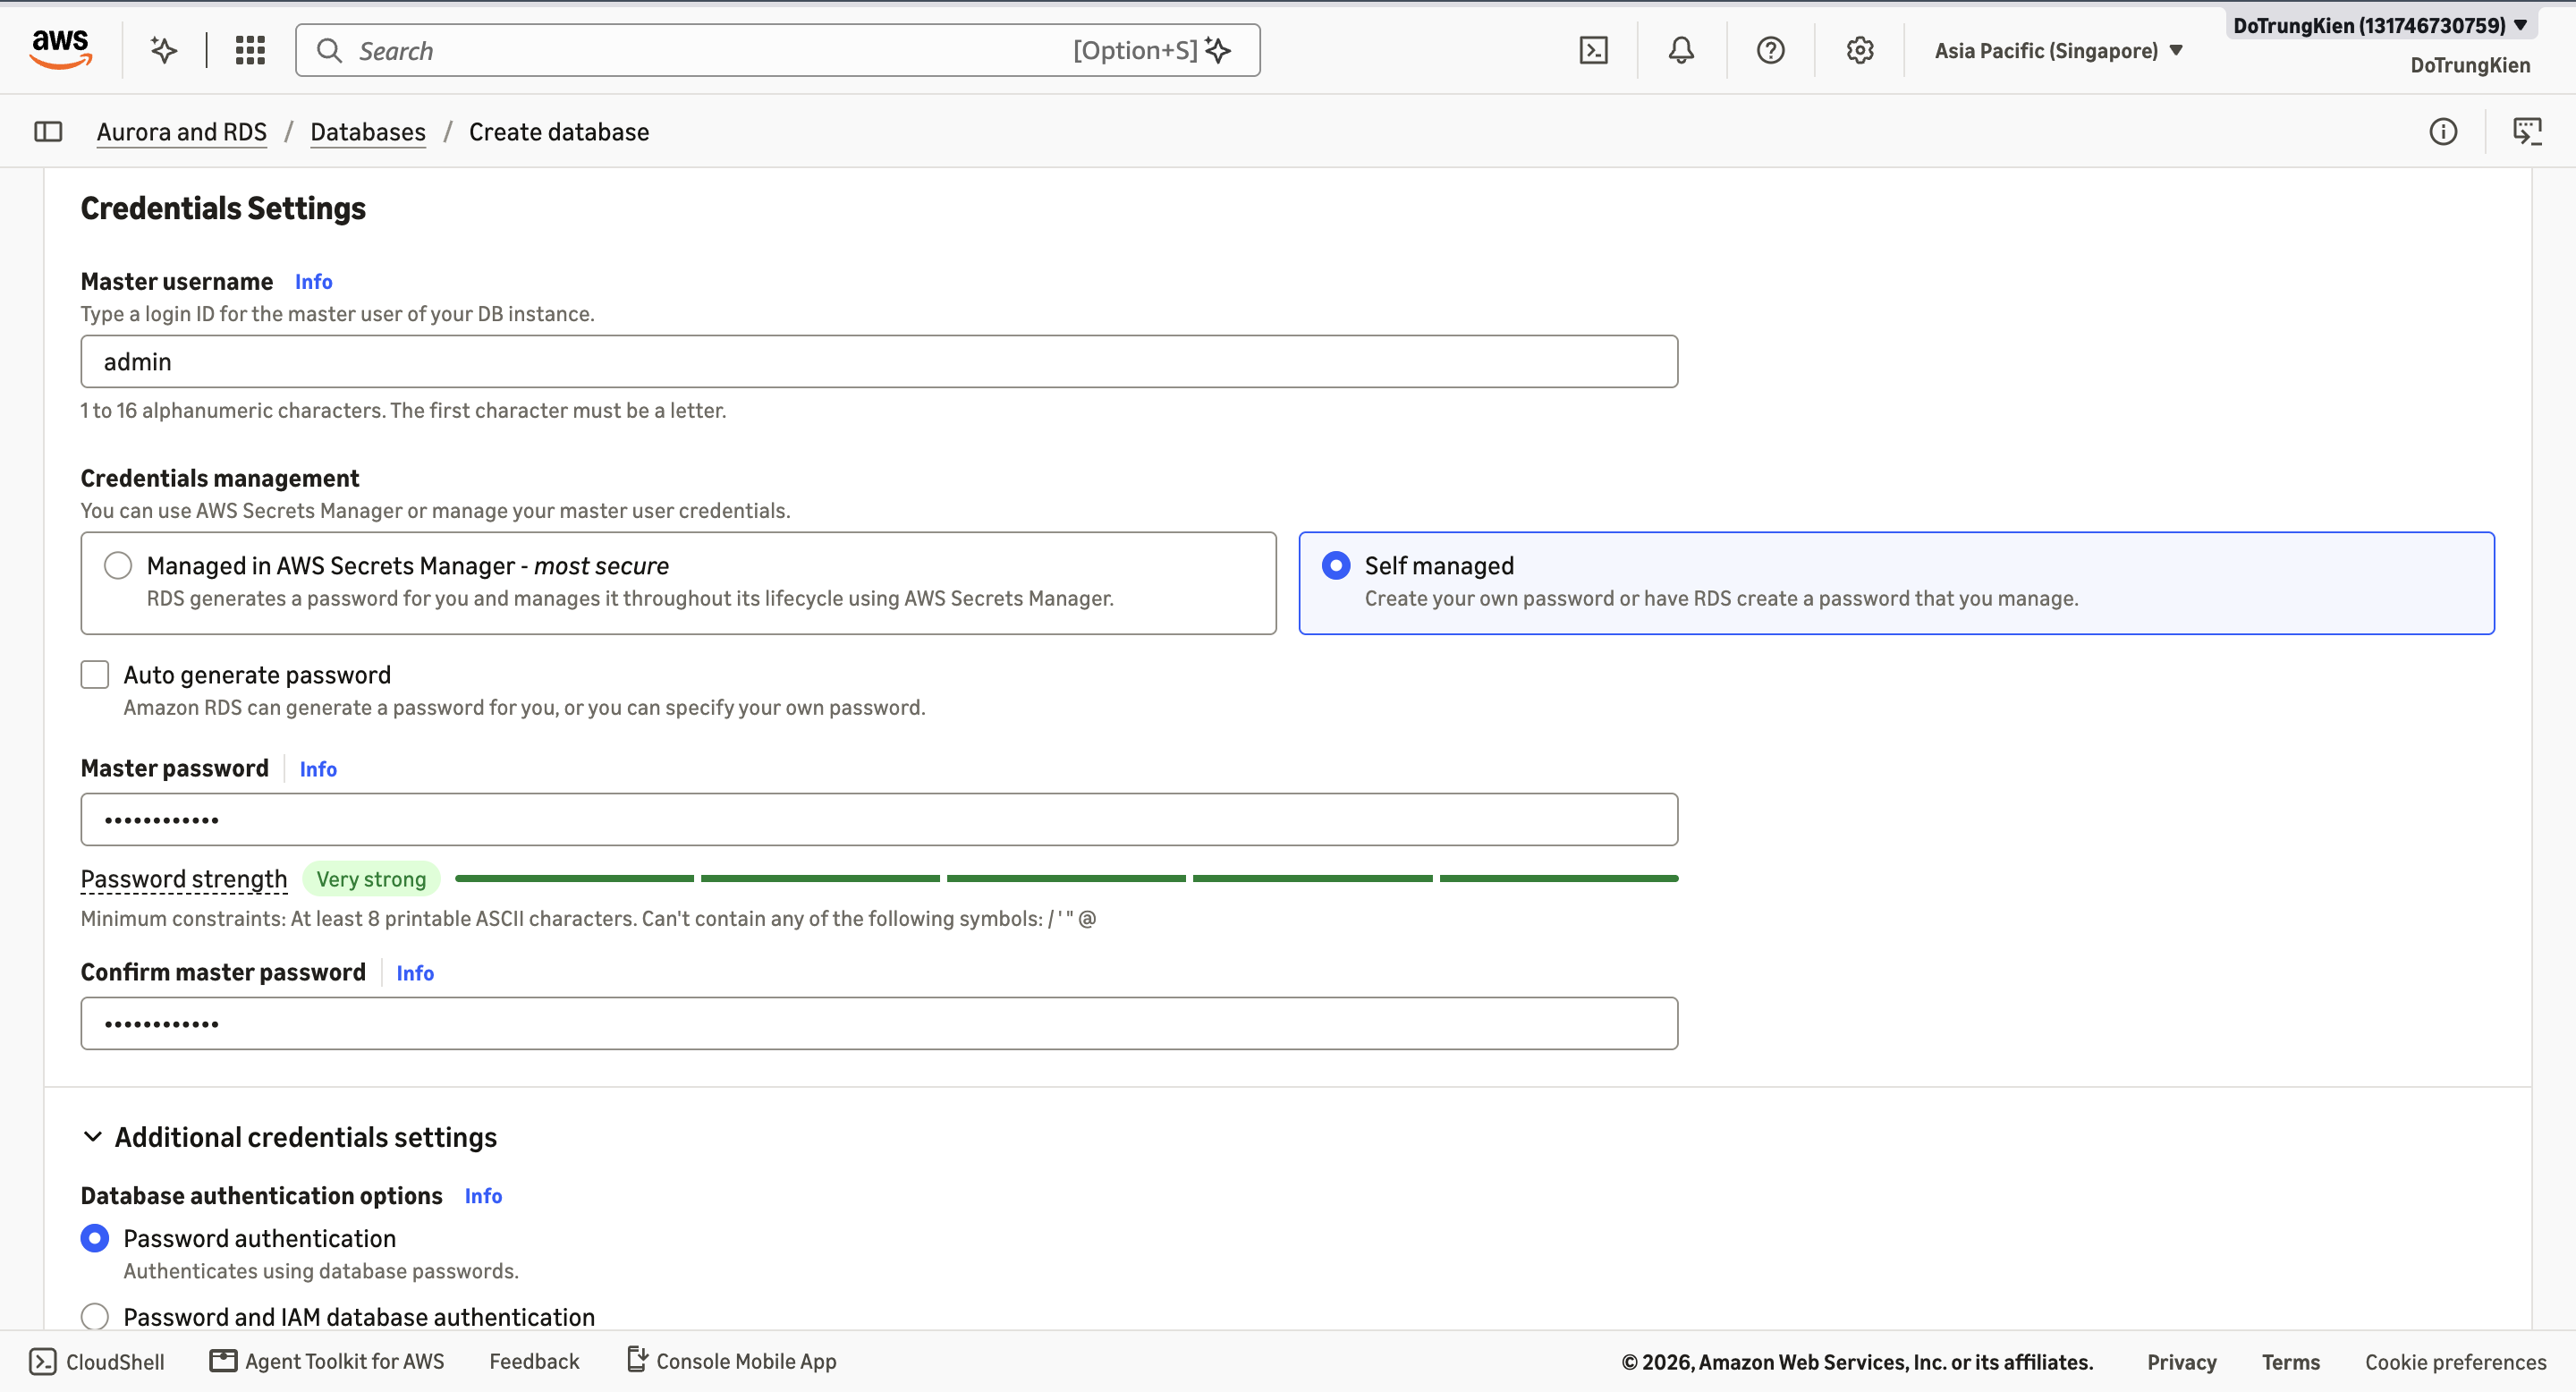 aws
Search
[Option+S]
Asia Pacific (Singapore)
DoTrungKien (131746730759)
DoTrungKien
Aurora and RDS / Databases / Create database
Credentials Settings
Master username Info
Type a login ID for the master user of your DB instance.
admin
1 to 16 alphanumeric characters. The first character must be a letter.
Credentials management
You can use AWS Secrets Manager or manage your master user credentials.
Managed in AWS Secrets Manager - most secure
RDS generates a password for you and manages it throughout its lifecycle using AWS Secrets Manager.
Self managed
Create your own password or have RDS create a password that you manage.
Auto generate password
Amazon RDS can generate a password for you, or you can specify your own password.
Master password Info
••••••••••••
Password strength Very strong
Minimum constraints: At least 8 printable ASCII characters. Can't contain any of the following symbols: / ' " @
Confirm master password Info
••••••••••••
Additional credentials settings
Database authentication options Info
Password authentication
Authenticates using database passwords.
Password and IAM database authentication
CloudShell Agent Toolkit for AWS Feedback Console Mobile App © 2026, Amazon Web Services, Inc. or its affiliates. Privacy Terms Cookie preferences